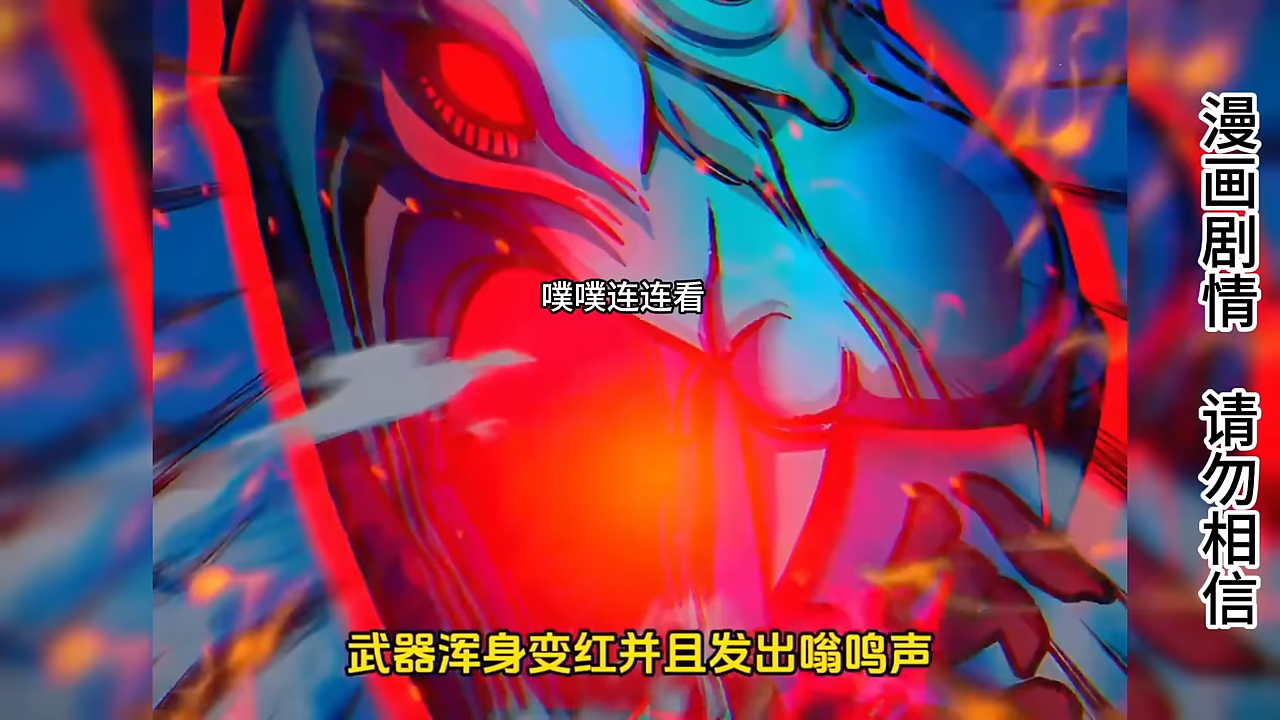 噗噗连连看
武器浑身变红并且发出嗡鸣声
漫画剧情 请勿相信